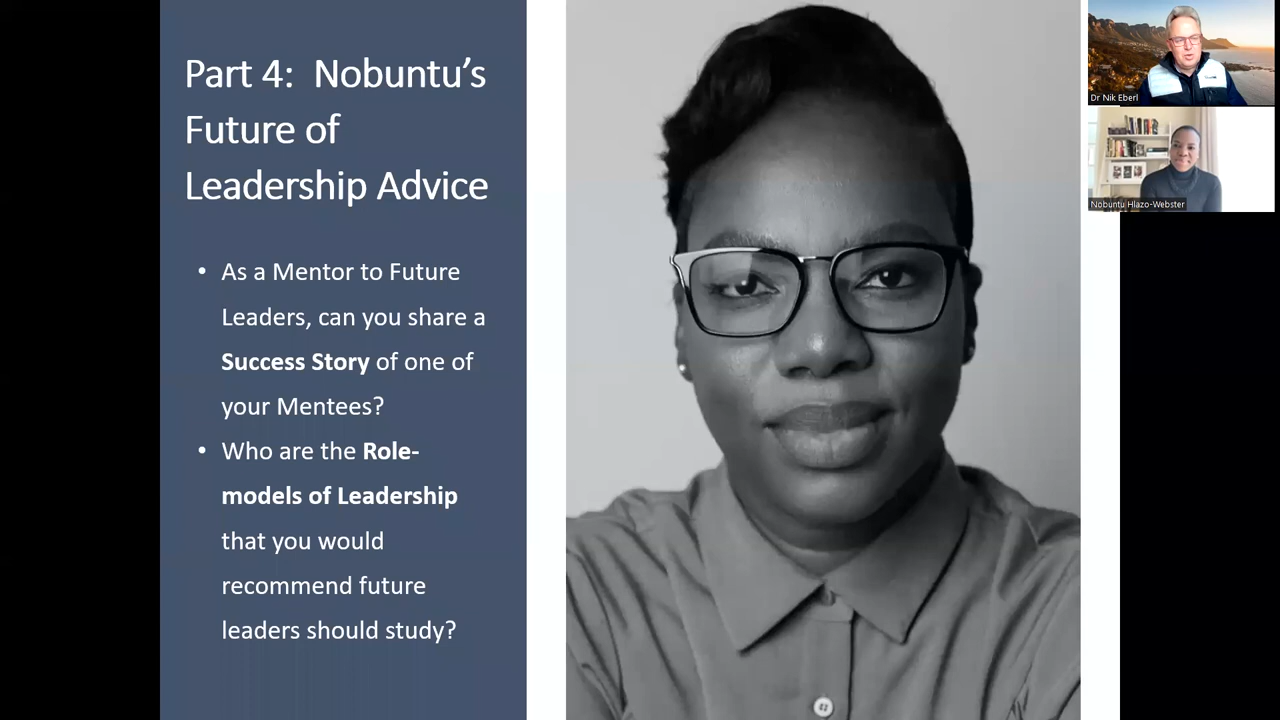 Part 4:  Nobuntu’s
Future of
Leadership Advice
• As a Mentor to Future
Leaders, can you share a
Success Story of one of
your Mentees?
• Who are the Role-
models of Leadership
that you would
recommend future
leaders should study?
Dr Nik Eberl
Nobuntu Hlazo-Webster